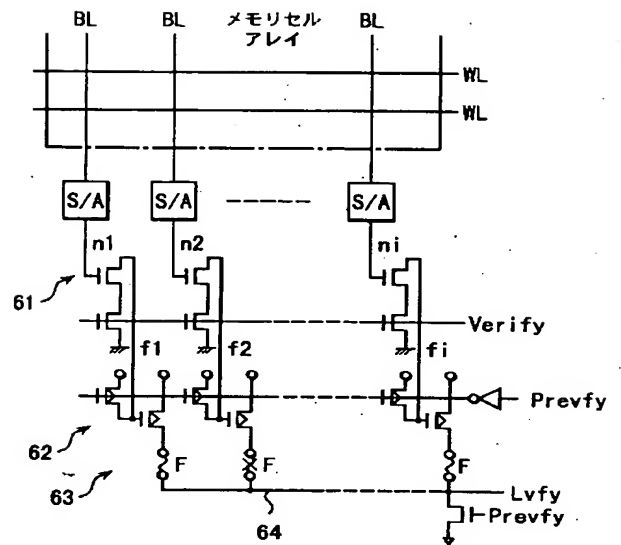 BL BL メモリセル BL
アレイ
WL
WL
S/A S/A S/A
n1 n2 ni
61
Verify
f1 f2 fi
Prevfy
62
F F F
63
Lvfy
64 Prevfy